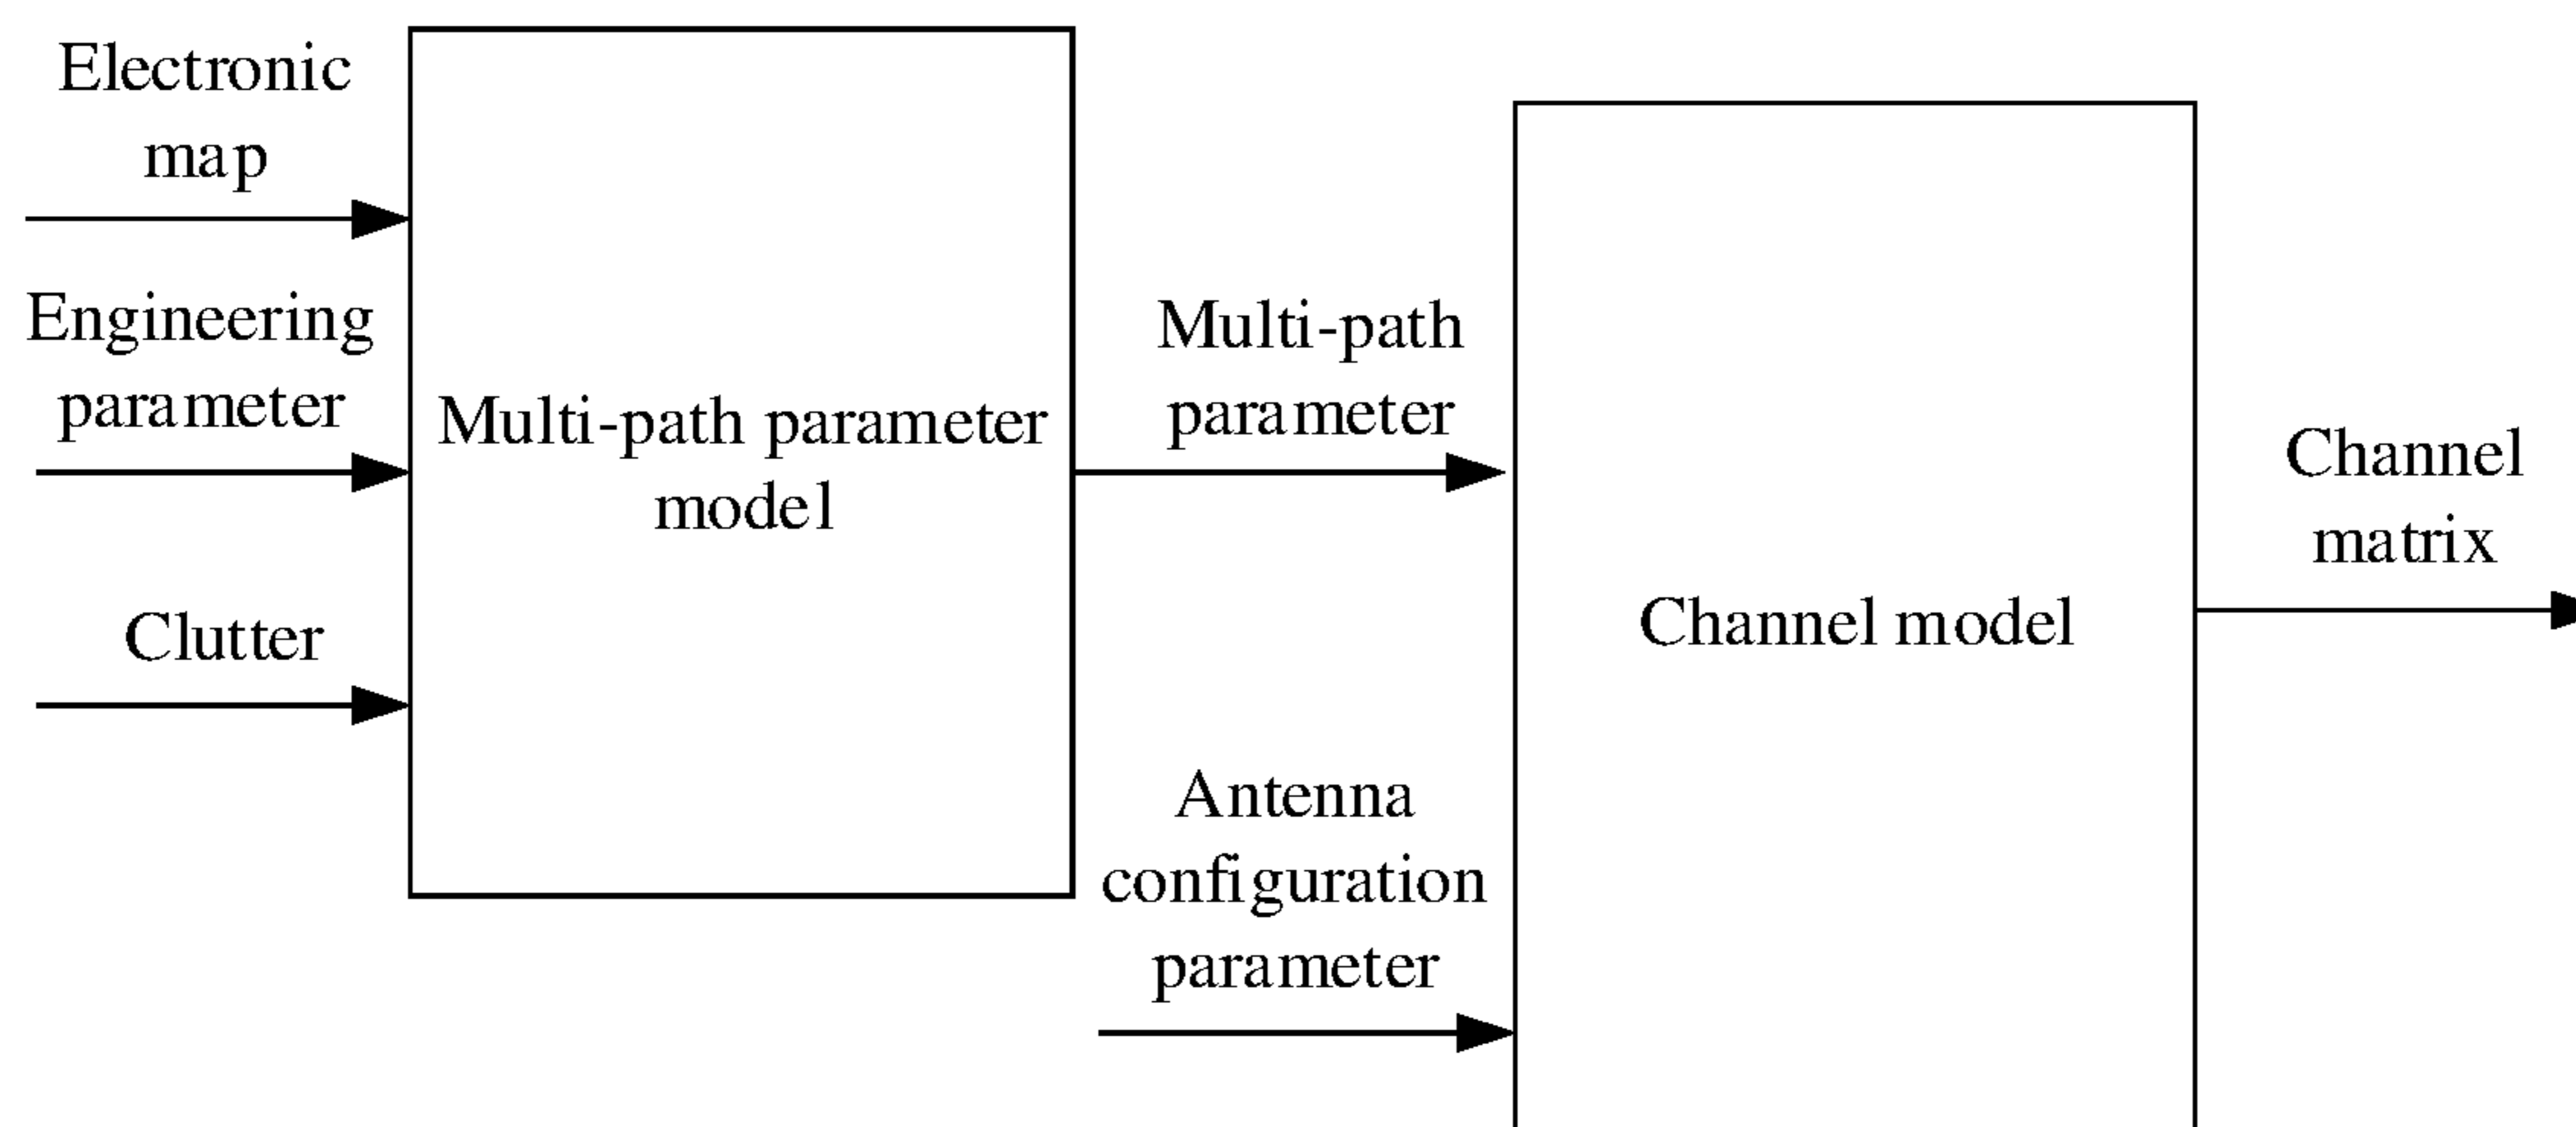 Electronic
map
Engineering
parameter
Clutter
Multi-path parameter
model
Multi-path
parameter
Antenna
configuration
parameter
Channel model
Channel
matrix